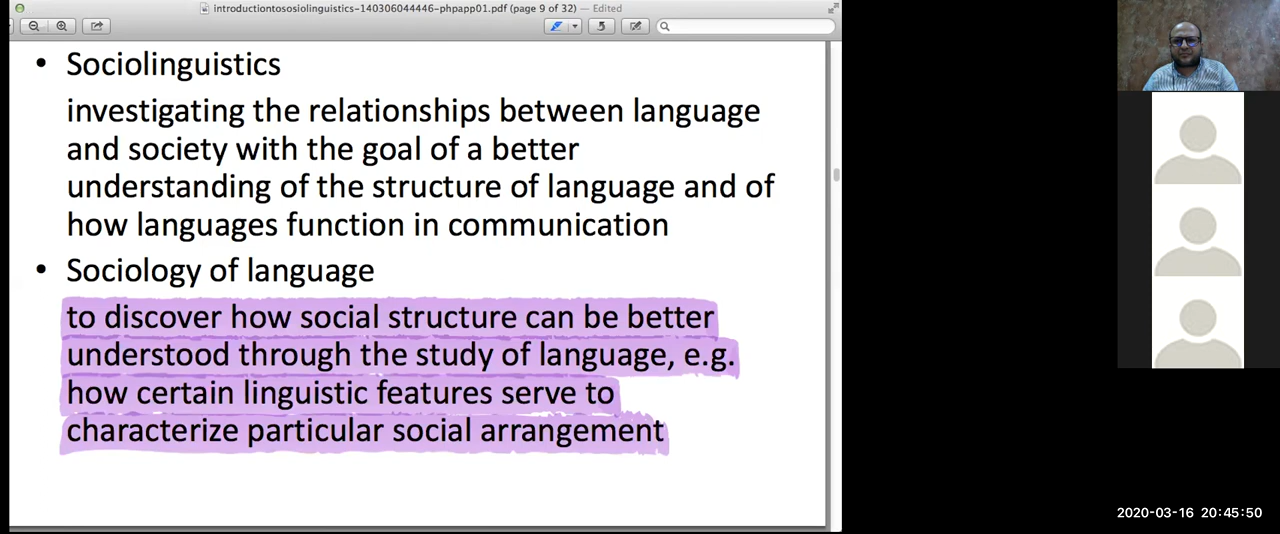 introductiontososiolinguistics-140306044446-phpapp01.pdf (page 9 of 32) — Edited
• Sociolinguistics
investigating the relationships between language
and society with the goal of a better
understanding of the structure of language and of
how languages function in communication
• Sociology of language
to discover how social structure can be better
understood through the study of language, e.g.
how certain linguistic features serve to
characterize particular social arrangement
2020-03-16 20:45:50